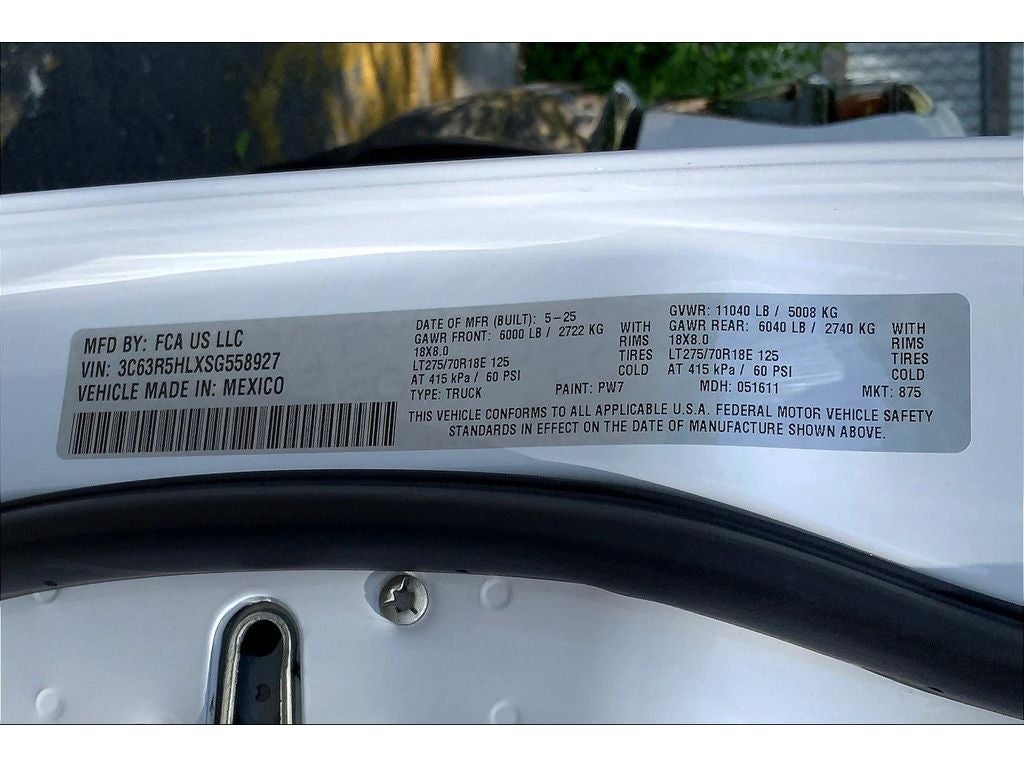 MFD BY: FCA US LLC
VIN: 3C63R5HLXSG558927
VEHICLE MADE IN: MEXICO
DATE OF MFR (BUILT): 5-25
GAWR FRONT: 6000 LB / 2722 KG WITH
18X8.0 RIMS
LT275/70R18E 125 TIRES
AT 415 kPa / 60 PSI COLD
TYPE: TRUCK PAINT: PW7
GVWR: 11040 LB / 5008 KG
GAWR REAR: 6040 LB / 2740 KG WITH
18X8.0 RIMS
LT275/70R18E 125 TIRES
AT 415 kPa / 60 PSI COLD
MDH: 051611 MKT: 875
THIS VEHICLE CONFORMS TO ALL APPLICABLE U.S.A. FEDERAL MOTOR VEHICLE SAFETY
STANDARDS IN EFFECT ON THE DATE OF MANUFACTURE SHOWN ABOVE.